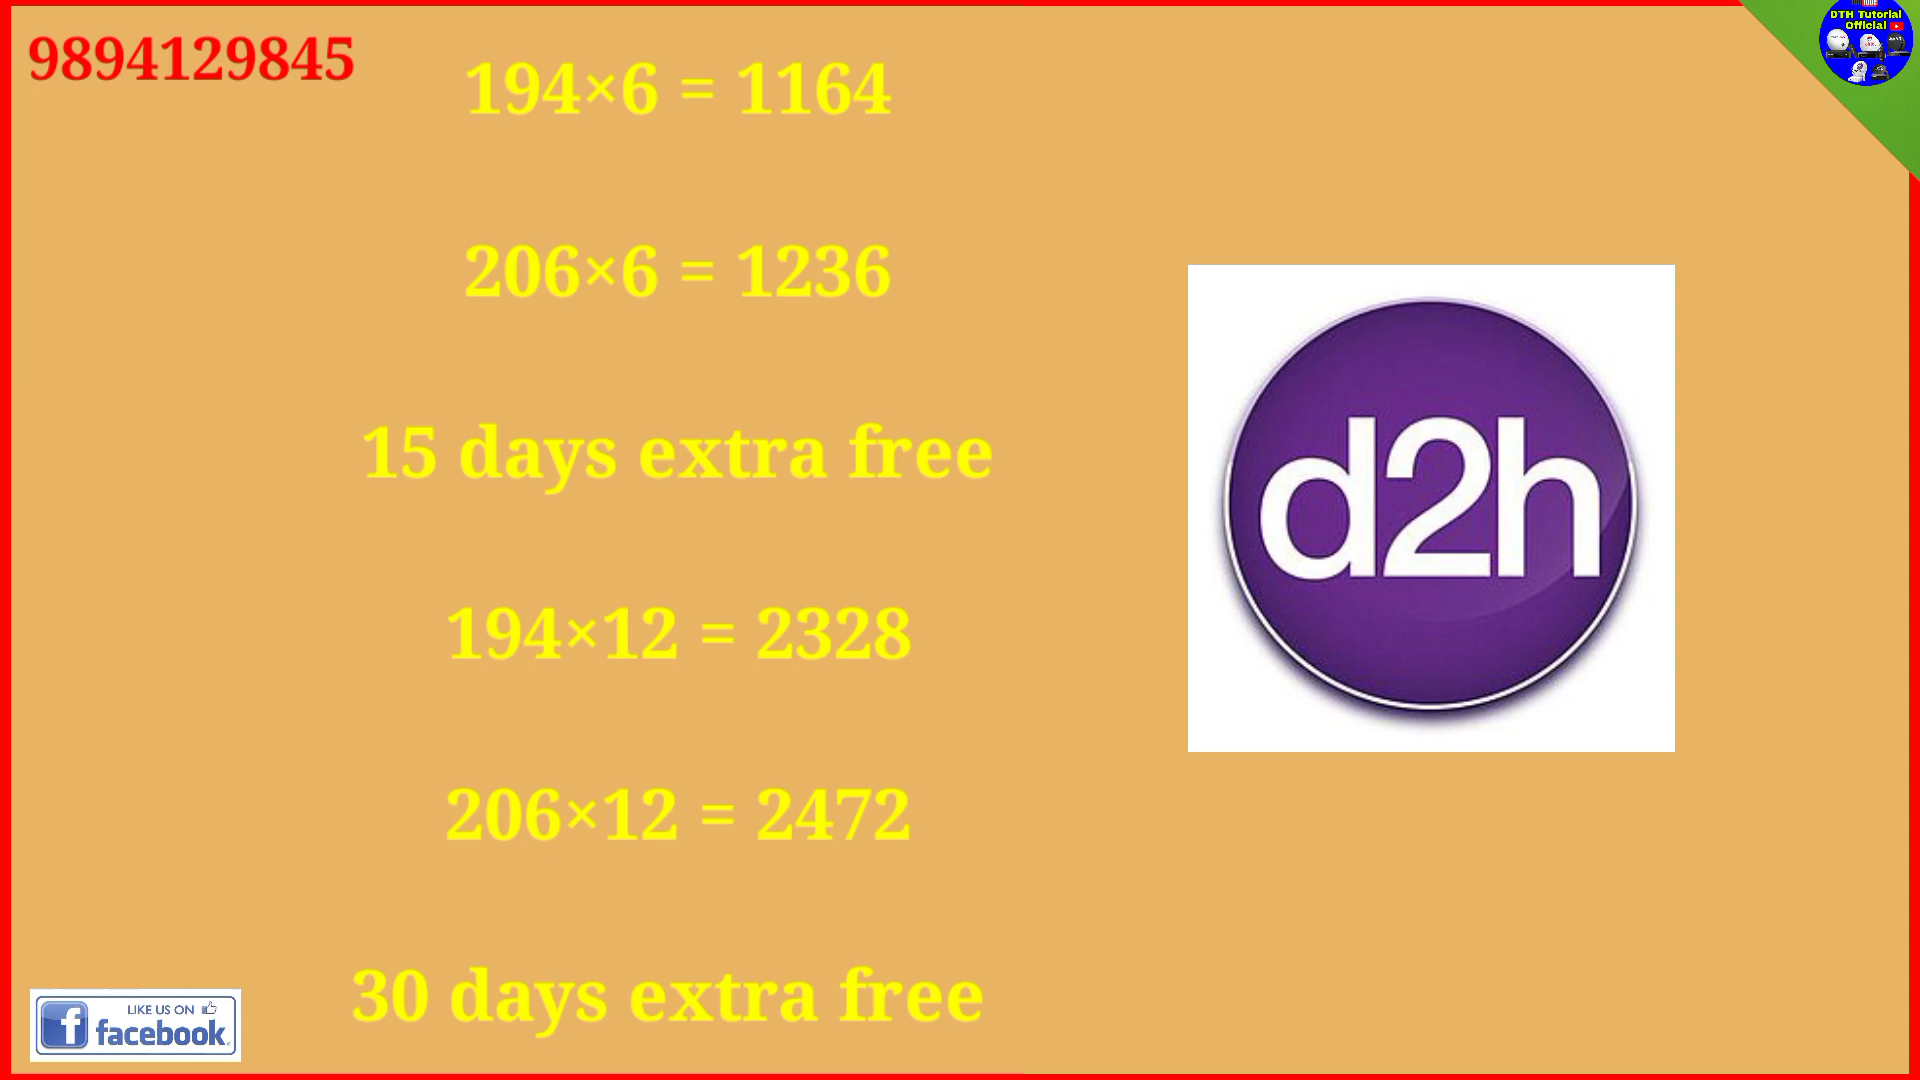 9894129845
194×6 = 1164
206×6 = 1236
15 days extra free
194×12 = 2328
206×12 = 2472
30 days extra free
d2h
DTH Tutorial
Official
LIKE US ON
facebook